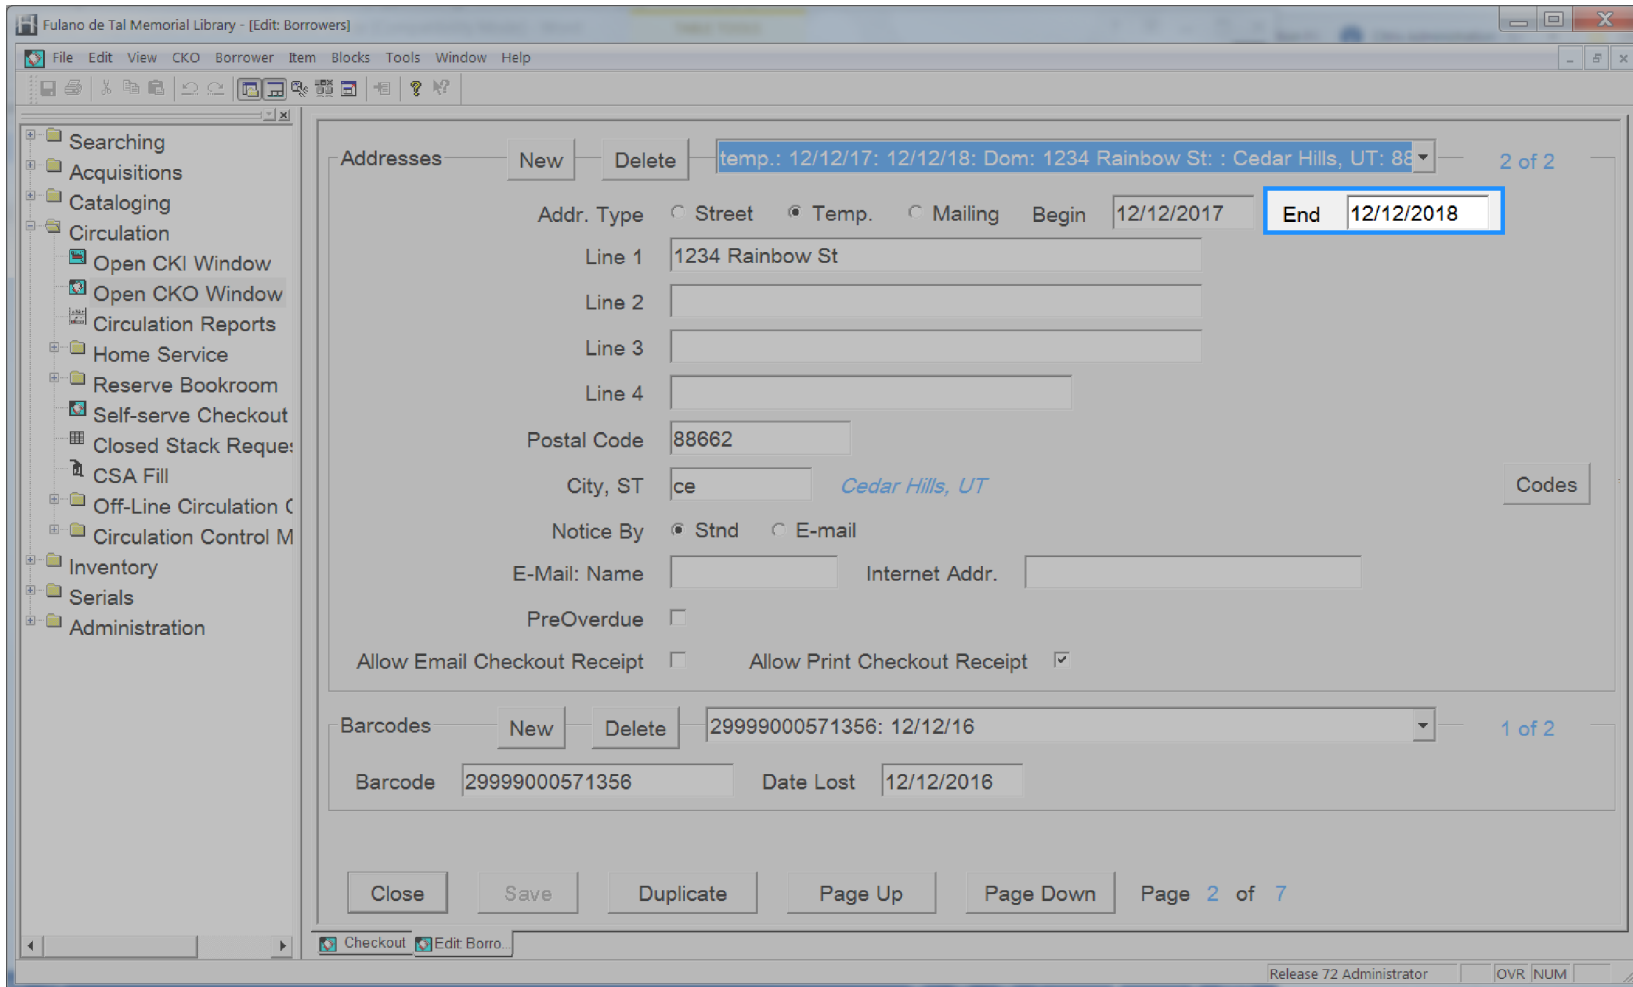 Fulano de Tal Memorial Library - [Edit: Borrowers]
File Edit View CKO Borrower Item Blocks Tools Window Help
Searching
Acquisitions
Cataloging
Circulation
Open CKI Window
Open CKO Window
Circulation Reports
Home Service
Reserve Bookroom
Self-serve Checkout
Closed Stack Reques
CSA Fill
Off-Line Circulation C
Circulation Control M
Inventory
Serials
Administration
Addresses New Delete temp.: 12/12/17: 12/12/18: Dom: 1234 Rainbow St: : Cedar Hills, UT: 88 2 of 2
Addr. Type Street Temp. Mailing Begin 12/12/2017 End 12/12/2018
Line 1 1234 Rainbow St
Line 2
Line 3
Line 4
Postal Code 88662
City, ST ce Cedar Hills, UT Codes
Notice By Stnd E-mail
E-Mail: Name Internet Addr.
PreOverdue
Allow Email Checkout Receipt Allow Print Checkout Receipt
Barcodes New Delete 29999000571356: 12/12/16 1 of 2
Barcode 29999000571356 Date Lost 12/12/2016
Close Save Duplicate Page Up Page Down Page 2 of 7
Checkout Edit: Borro...
Release 72 Administrator OVR NUM